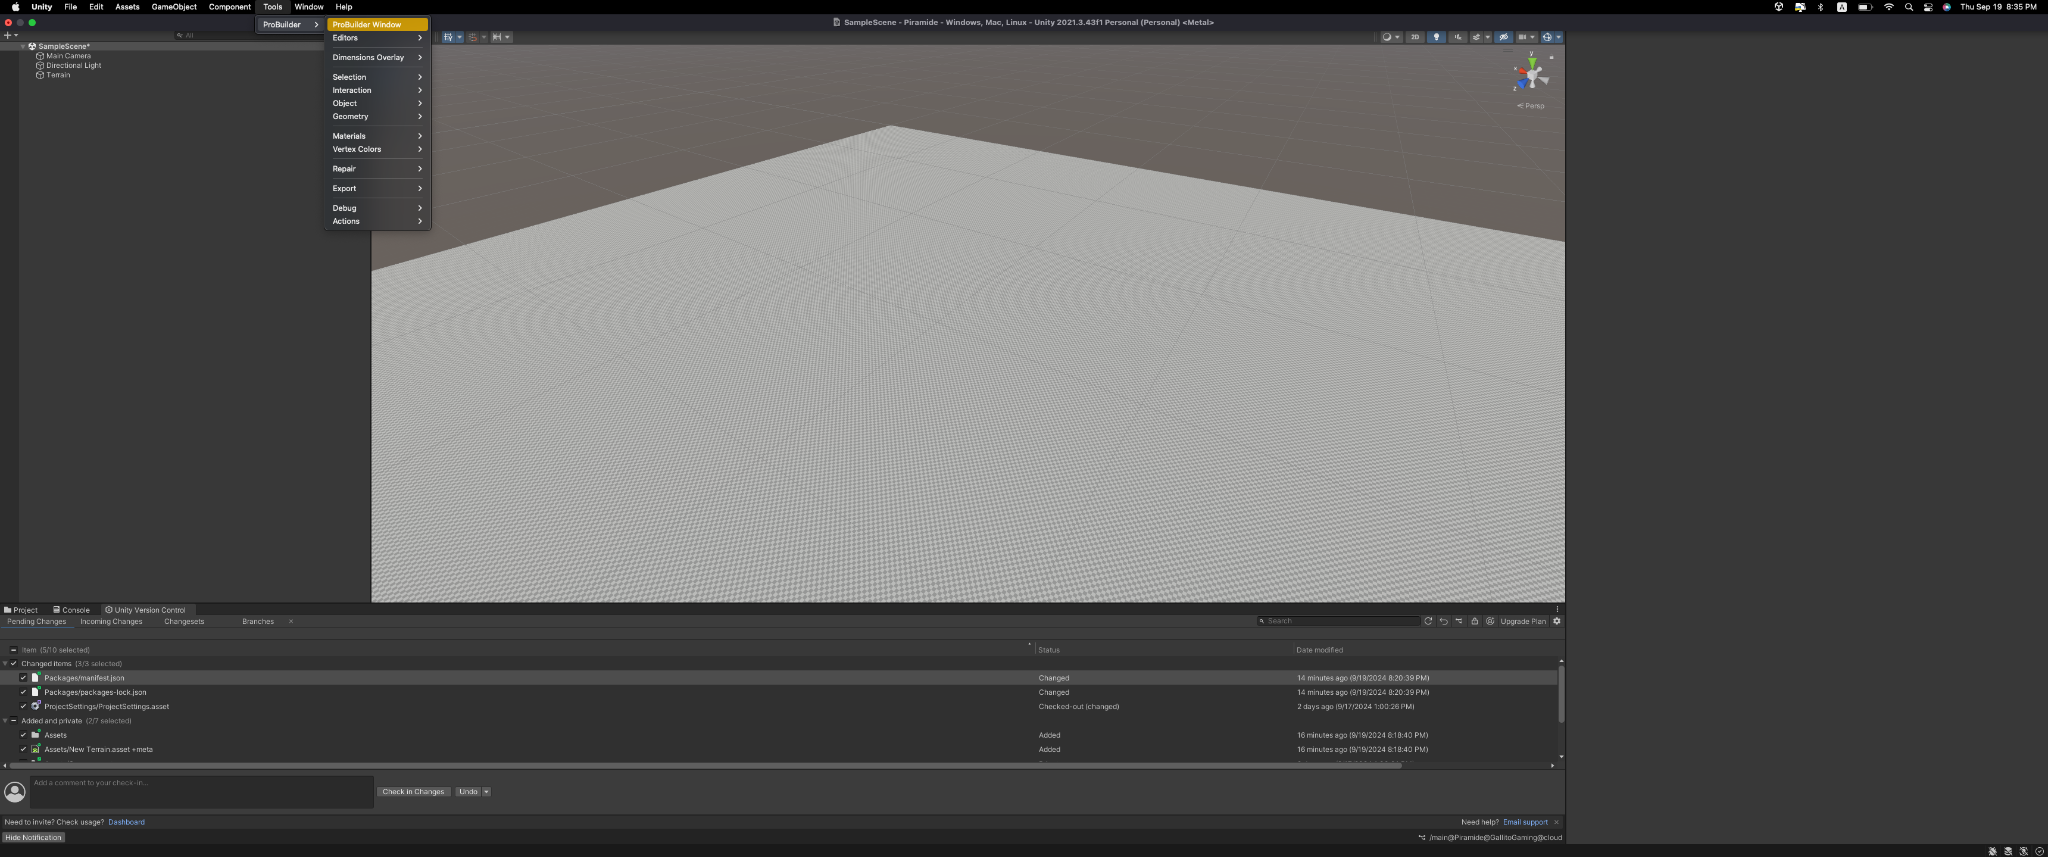 Unity File Edit Assets GameObject Component Tools Window Help
A Thu Sep 19 8:35 PM
ProBuilder
ProBuilder Window
SampleScene - Piramide - Windows, Mac, Linux - Unity 2021.3.43f1 Personal (Personal) <Metal>
All
Editors
2D
SampleScene*
Main Camera
Directional Light
Terrain
Dimensions Overlay
Selection
Interaction
Object
Geometry
Materials
Vertex Colors
Repair
Export
Debug
Actions
y
x
z
Persp
Project Console Unity Version Control
Pending Changes Incoming Changes Changesets Branches ×
Search Upgrade Plan
Item (5/10 selected) Status Date modified
Changed items (3/3 selected)
Packages/manifest.json Changed 14 minutes ago (9/19/2024 8:20:39 PM)
Packages/packages-lock.json Changed 14 minutes ago (9/19/2024 8:20:39 PM)
ProjectSettings/ProjectSettings.asset Checked-out (changed) 2 days ago (9/17/2024 1:00:26 PM)
Added and private (2/7 selected)
Assets Added 16 minutes ago (9/19/2024 8:18:40 PM)
Assets/New Terrain.asset +meta Added 16 minutes ago (9/19/2024 8:18:40 PM)
Add a comment to your check-in...
Check in Changes Undo
Need to invite? Check usage? Dashboard
Need help? Email support ×
Hide Notification
/main@Piramide@GallitoGaming@cloud